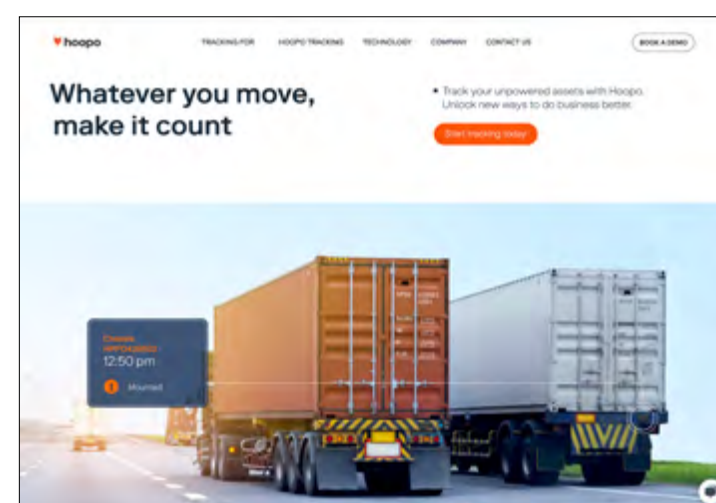 hoopo
TRACKING FOR
HOOPO TRACKING
TECHNOLOGY
COMPANY
CONTACT US
BOOK A DEMO
Whatever you move,
make it count
Track your unpowered assets with Hoopo.
Unlock new ways to do business better.
Start tracking today
12:50 pm
Mounted